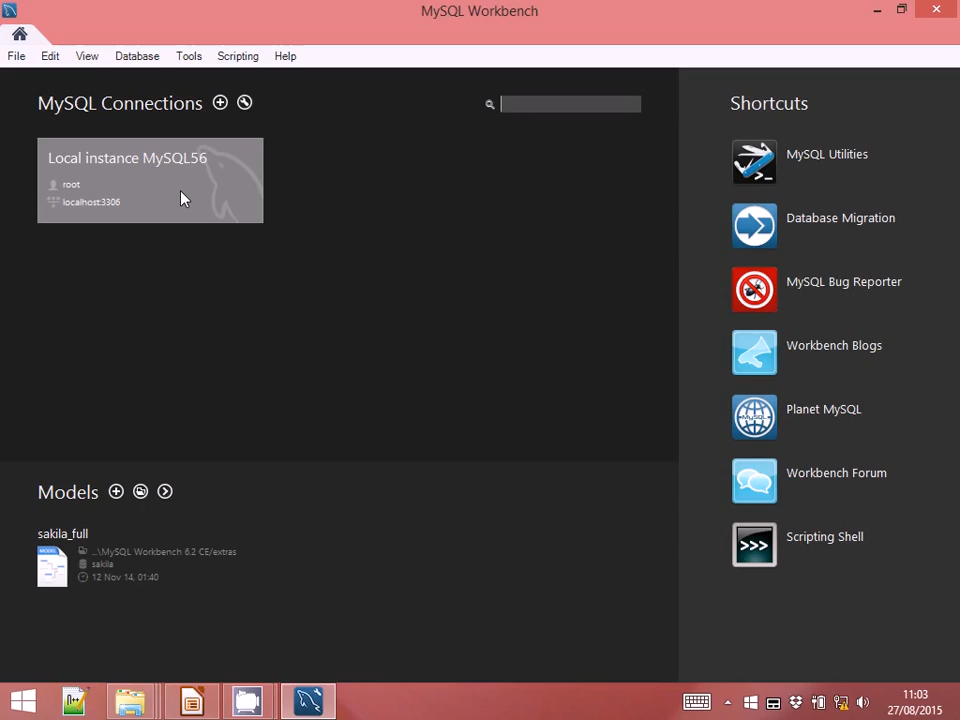 MySQL Workbench
File Edit View Database Tools Scripting Help
MySQL Connections
Local instance MySQL56
root
localhost:3306
Shortcuts
MySQL Utilities
Database Migration
MySQL Bug Reporter
Workbench Blogs
Planet MySQL
Workbench Forum
Scripting Shell
Models
sakila_full
MODEL
...\MySQL Workbench 6.2 CE/extras
sakila
12 Nov 14, 01:40
11:03
27/08/2015